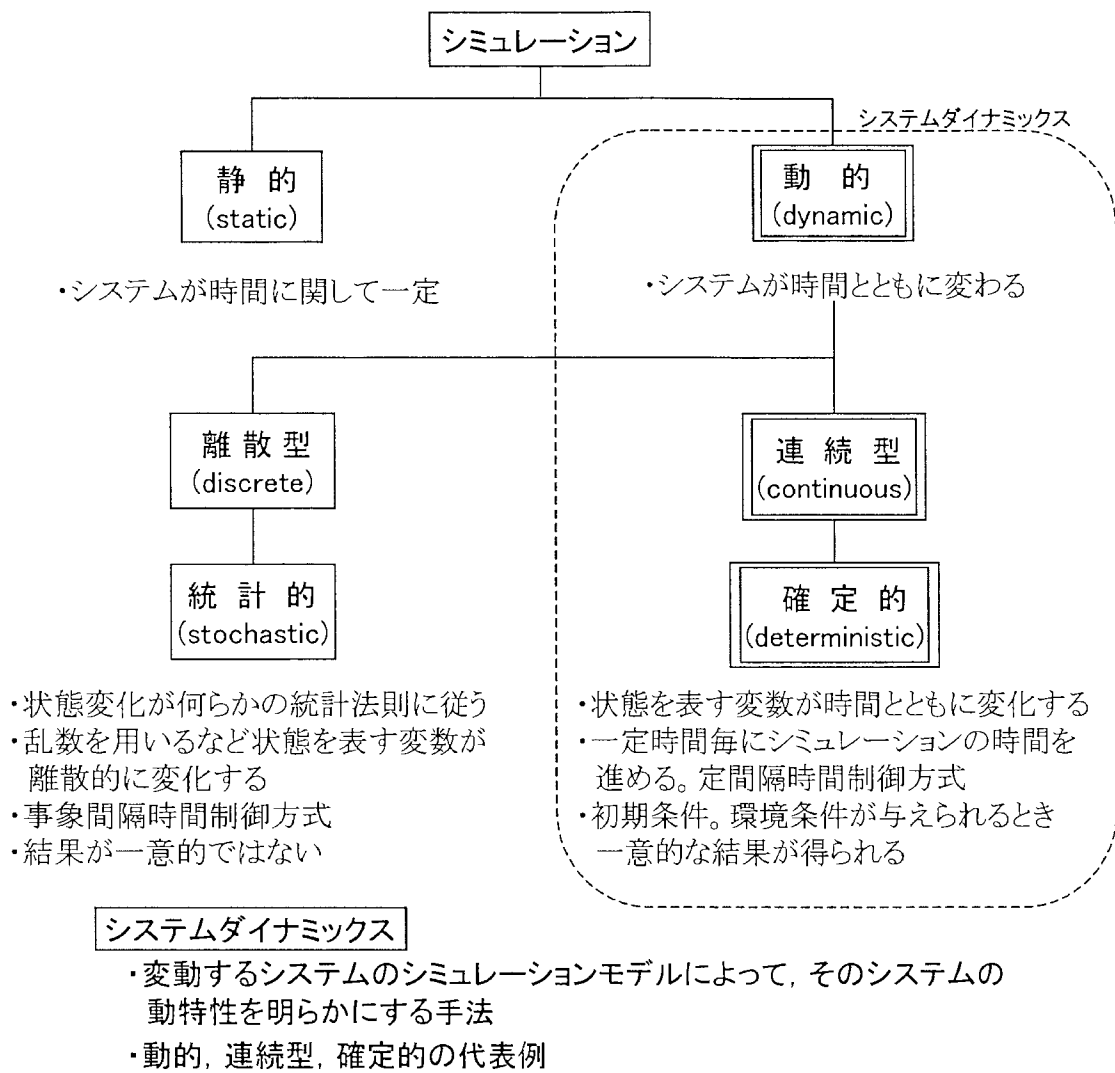 シミュレーション
システムダイナミックス
静的
(static)
動的
(dynamic)
・システムが時間に関して一定
・システムが時間とともに変わる
離散型
(discrete)
連続型
(continuous)
統計的
(stochastic)
確定的
(deterministic)
・状態変化が何らかの統計法則に従う
・乱数を用いるなど状態を表す変数が
離散的に変化する
・事象間隔時間制御方式
・結果が一意的ではない
・状態を表す変数が時間とともに変化する
・一定時間毎にシミュレーションの時間を
進める。定間隔時間制御方式
・初期条件。環境条件が与えられるとき
一意的な結果が得られる
システムダイナミックス
・変動するシステムのシミュレーションモデルによって，そのシステムの
動特性を明らかにする手法
・動的，連続型，確定的の代表例